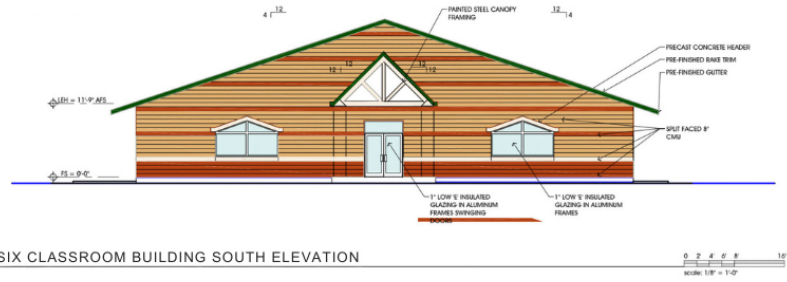 12
4
PAINTED STEEL CANOPY
FRAMING
12
4
PRECAST CONCRETE HEADER
PRE-FINISHED RAKE TRIM
PRE-FINISHED GUTTER
12
12
12
12
LEH = 11'-9" AFS
SPLIT FACED 8"
CMU
FS = 0'-0"
1" LOW 'E' INSULATED
GLAZING IN ALUMINUM
FRAMES SWINGING
DOORS
1" LOW 'E' INSULATED
GLAZING IN ALUMINUM
FRAMES
SIX CLASSROOM BUILDING SOUTH ELEVATION
0 2' 4' 6' 8' 16'
scale: 1/8" = 1'-0"